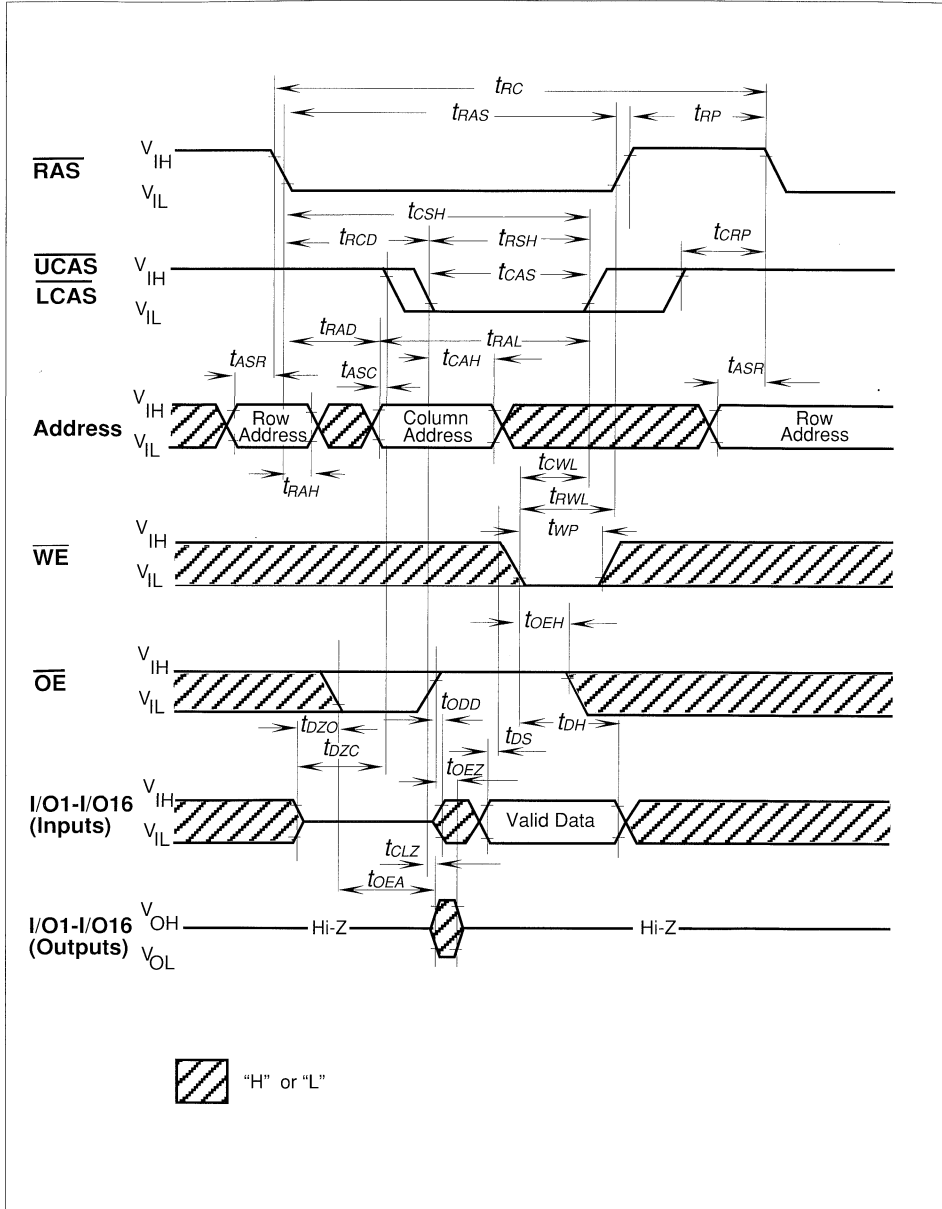 tRC
tRAS
tRP
RAS
VIH
VIL
tCSH
tRCD
tRSH
tCRP
UCAS
LCAS
VIH
VIL
tCAS
tRAD
tRAL
tASR
tASC
tCAH
tASR
Address
VIH
VIL
Row
Address
Column
Address
Row
Address
tRAH
tCWL
tRWL
tWP
WE
VIH
VIL
tOEH
OE
VIH
VIL
tODD
tDZO
tDS
tDH
tDZC
tOEZ
I/O1-I/O16
(Inputs)
VIH
VIL
Valid Data
tCLZ
tOEA
I/O1-I/O16
(Outputs)
VOH
VOL
Hi-Z
Hi-Z
“H” or “L”